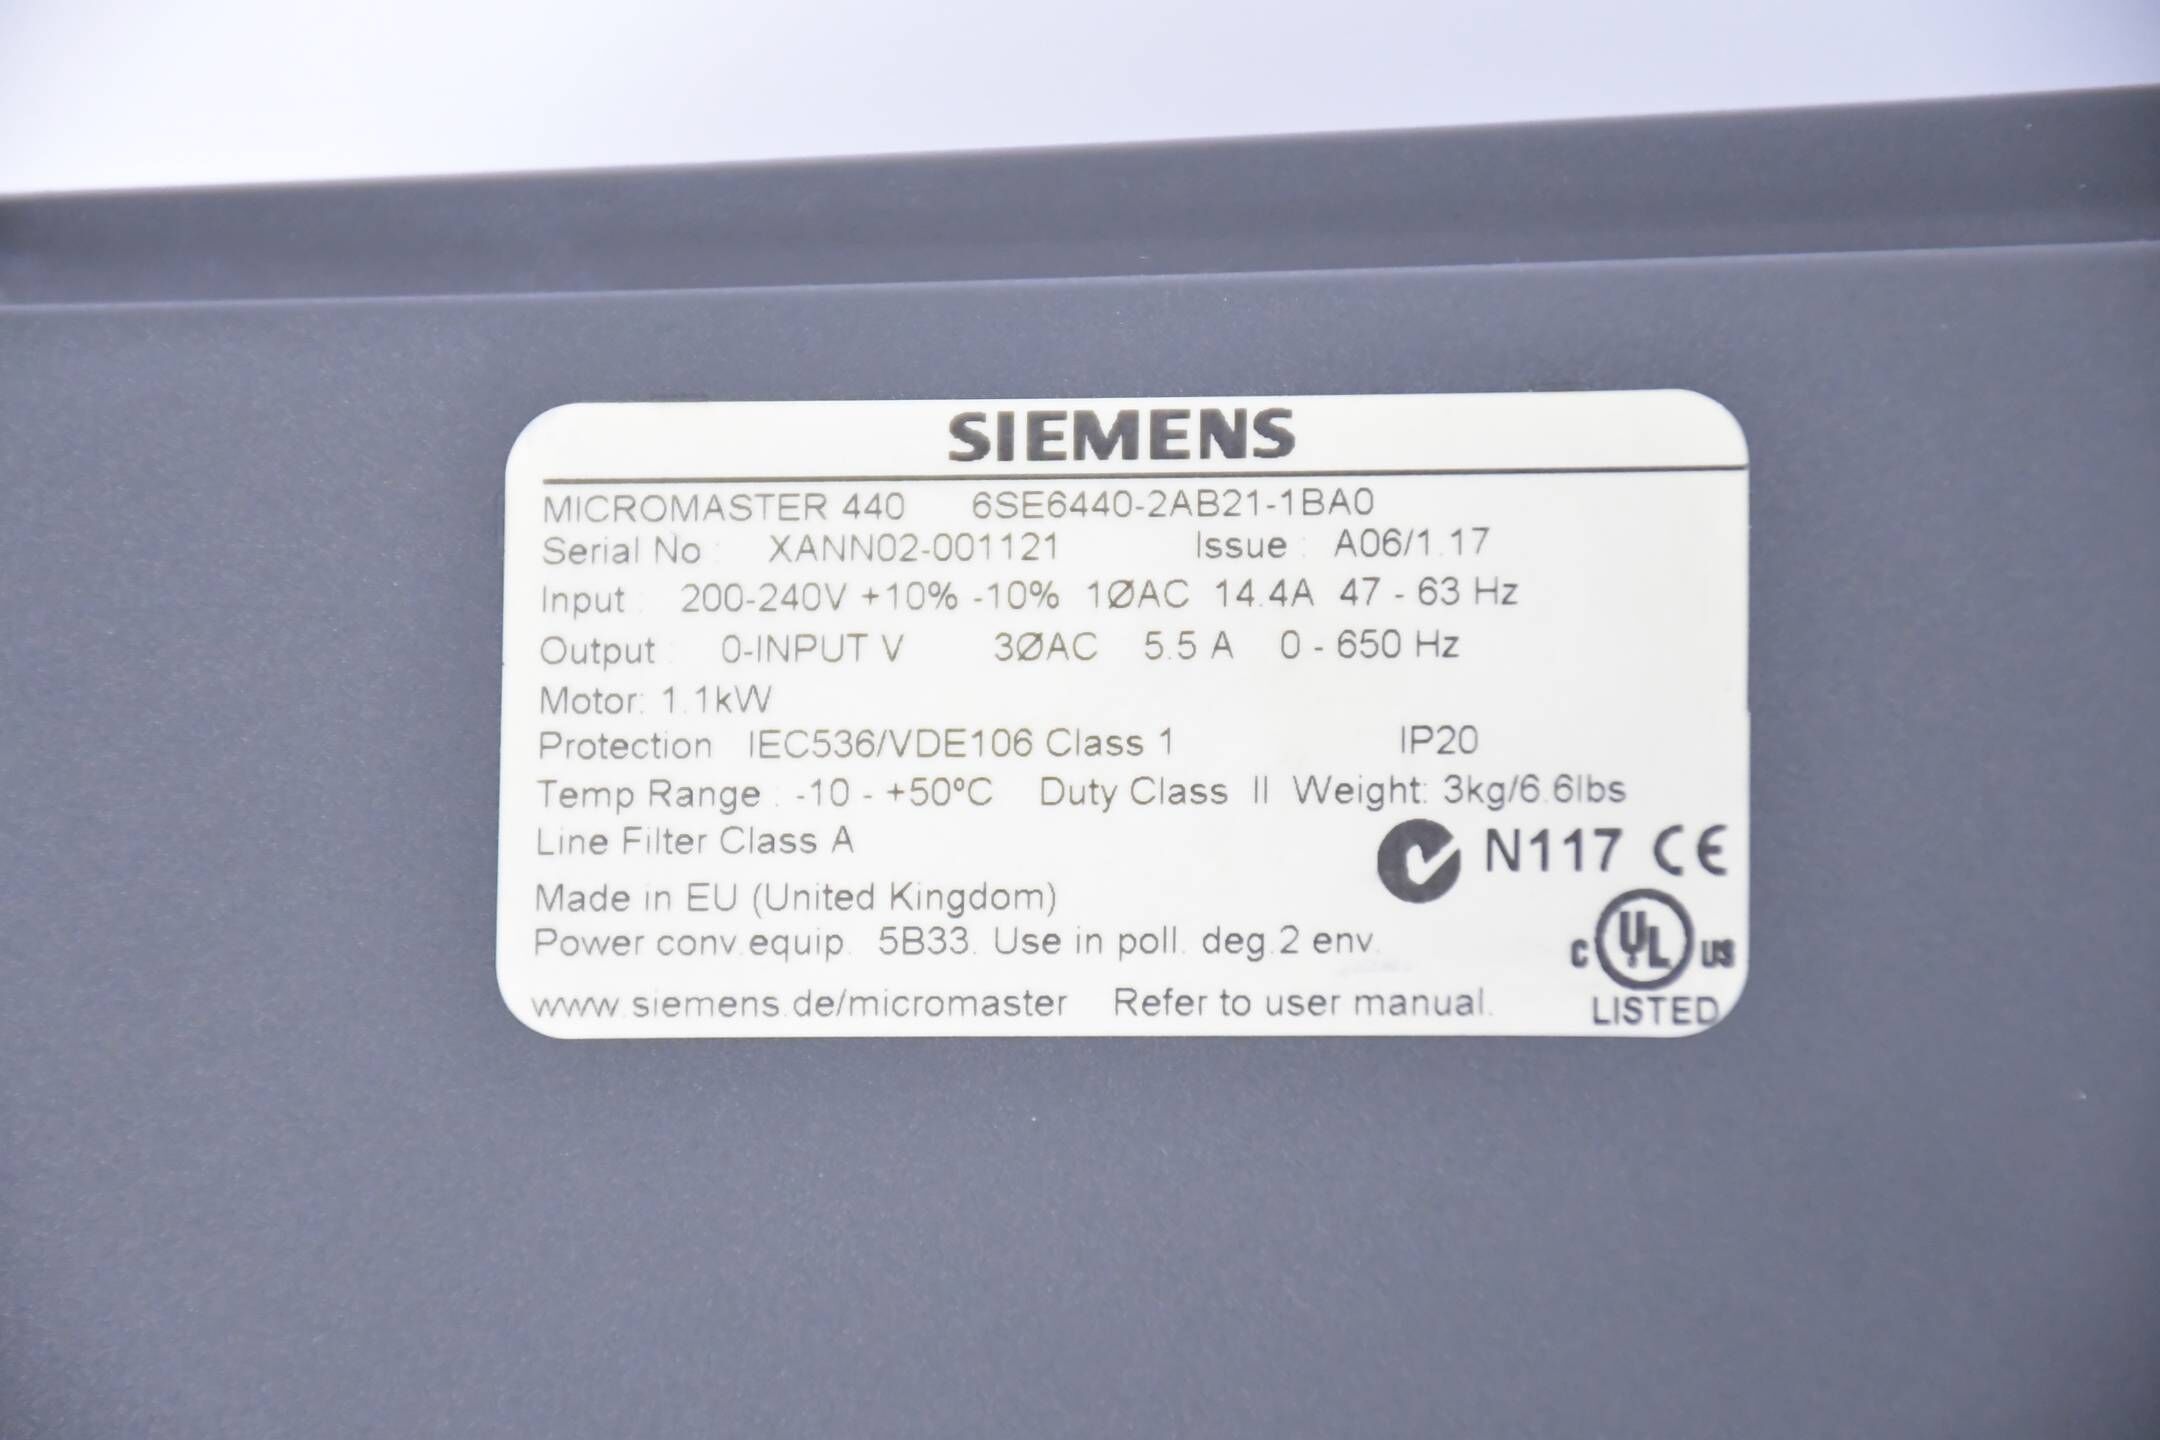 SIEMENS
MICROMASTER 440 6SE6440-2AB21-1BA0
Serial No : XANN02-001121 Issue : A06/1.17
Input : 200-240V +10% -10% 1ØAC 14.4A 47 - 63 Hz
Output : 0-INPUT V 3ØAC 5.5 A 0 - 650 Hz
Motor: 1.1kW
Protection IEC536/VDE106 Class 1 IP20
Temp Range : -10 - +50ºC Duty Class II Weight: 3kg/6.6lbs
Line Filter Class A
N117 CE
Made in EU (United Kingdom)
Power conv.equip. 5B33. Use in poll. deg.2 env.
C UL US
www.siemens.de/micromaster Refer to user manual.
LISTED